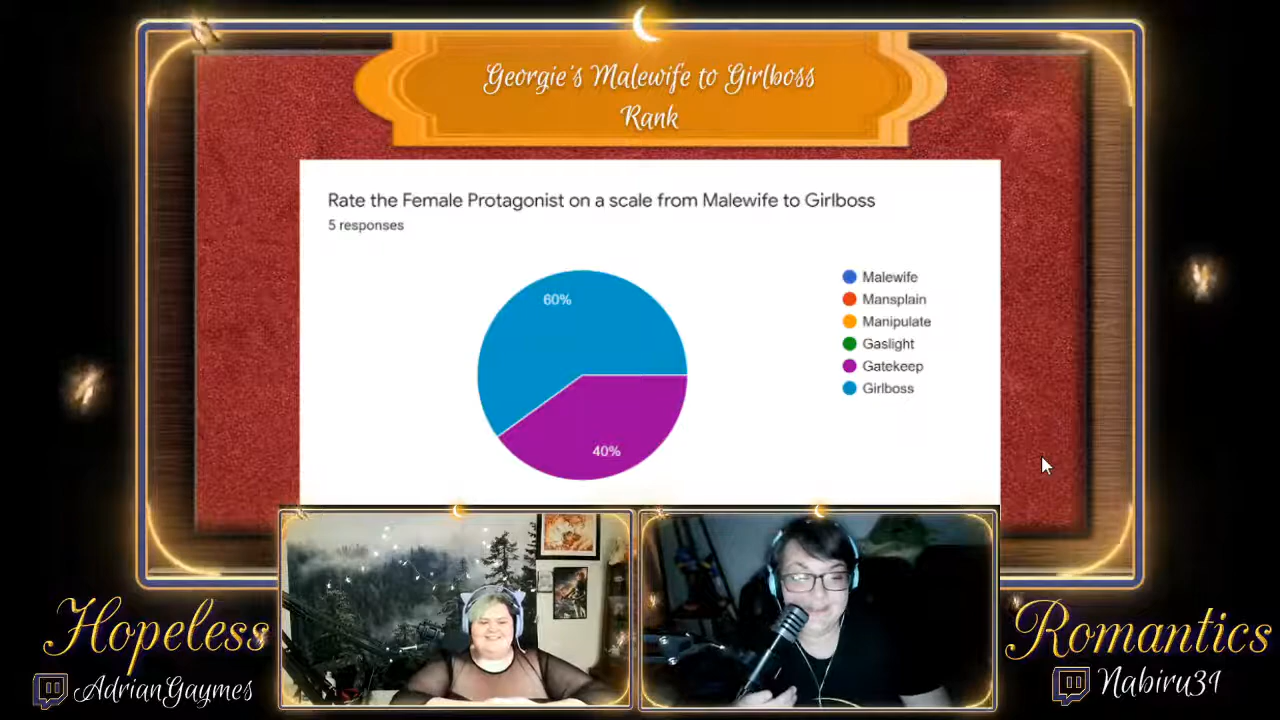 Georgie's Malewife to Girlboss
Rank
Rate the Female Protagonist on a scale from Malewife to Girlboss
5 responses
60%
40%
Malewife
Mansplain
Manipulate
Gaslight
Gatekeep
Girlboss
Hopeless
AdrianGaymes
Romantics
Nabiru31